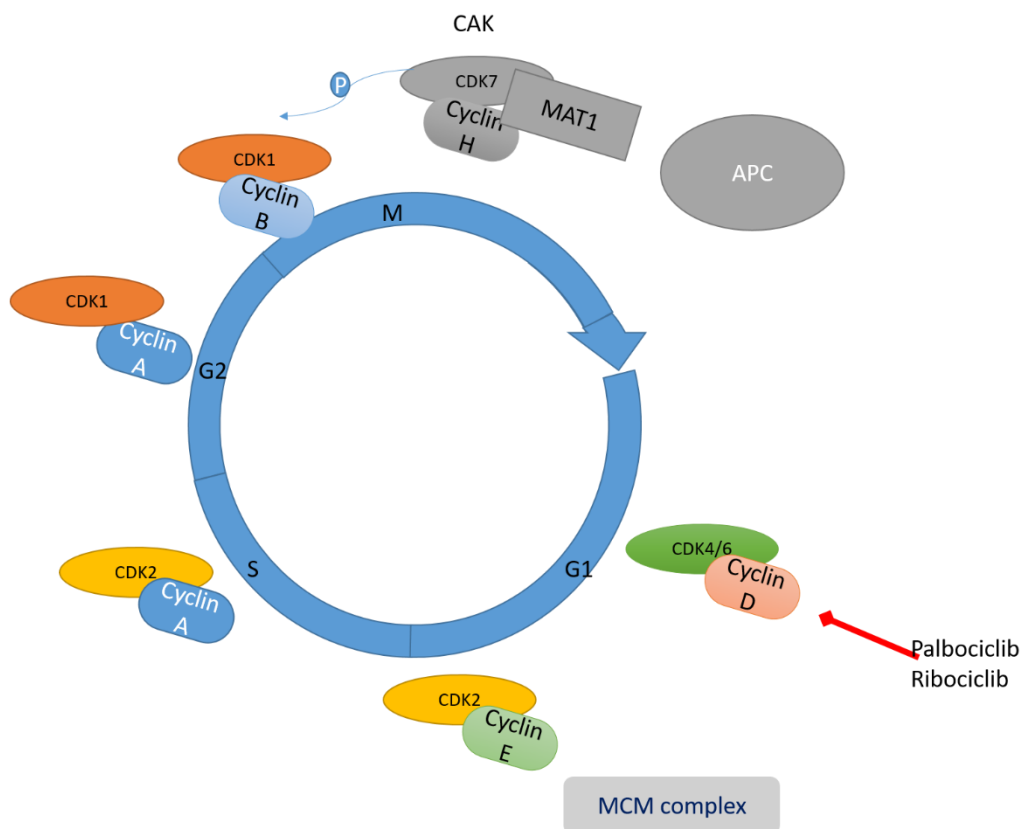 CAK
CDK7
P
MAT1
Cyclin
H
CDK1
APC
Cyclin
B
M
CDK1
Cyclin
A
G2
CDK4/6
CDK2
S
G1
Cyclin
D
Cyclin
A
Palbociclib
Ribociclib
CDK2
Cyclin
E
MCM complex